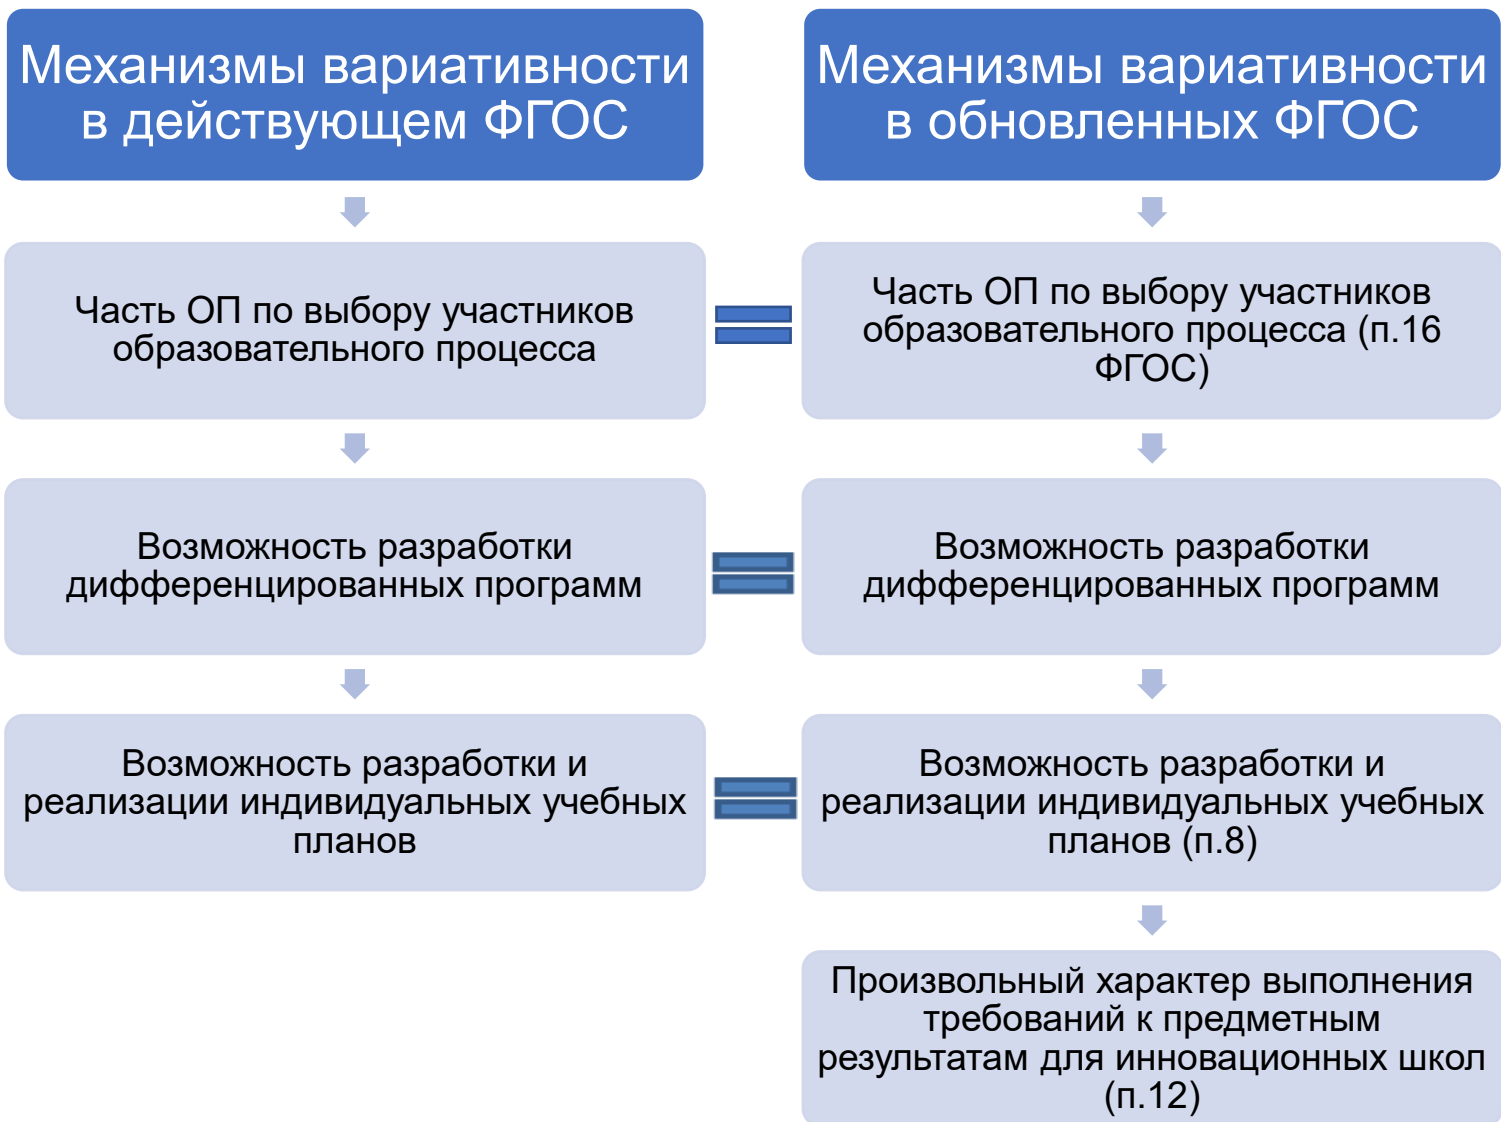 Механизмы вариативности
в действующем ФГОС
Часть ОП по выбору участников
образовательного процесса
Возможность разработки
дифференцированных программ
Возможность разработки и
реализации индивидуальных учебных
планов
Механизмы вариативности
в обновленных ФГОС
Часть ОП по выбору участников
образовательного процесса (п.16
ФГОС)
Возможность разработки
дифференцированных программ
Возможность разработки и
реализации индивидуальных учебных
планов (п.8)
Произвольный характер выполнения
требований к предметным
результатам для инновационных школ
(п.12)